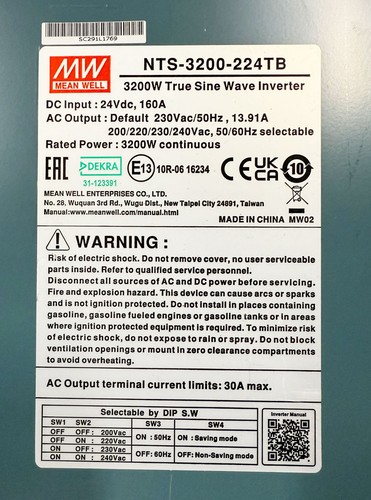 SC291L1769
MW
MEAN WELL
NTS-3200-224TB
3200W True Sine Wave Inverter
DC Input : 24Vdc, 160A
AC Output : Default 230Vac/50Hz , 13.91A
200/220/230/240Vac, 50/60Hz selectable
Rated Power : 3200W continuous
EAC DEKRA E13 10R-06 16234 CE UK CA 10
31-123391
MEAN WELL ENTERPRISES CO., LTD.
No. 28, Wuquan 3rd Rd., Wugu Dist., New Taipei City 24891, Taiwan
Manual:www.meanwell.com/manual.html
MADE IN CHINA MW02
WARNING :
Risk of electric shock. Do not remove cover, no user serviceable
parts inside. Refer to qualified service personnel.
Disconnect all sources of AC and DC power before servicing.
Fire and explosion hazard. This device can cause arcs or sparks
and is not ignition protected. Do not install in places containing
gasoline, gasoline fueled engines or gasoline tanks or in areas
where ignition protected equipment is required. To minimize risk
of electric shock, do not expose to rain or spray. Do not block
ventilation openings or mount in zero clearance compartments
to avoid overheating.
AC Output terminal current limits: 30A max.
Selectable by DIP S.W
SW1 SW2 SW3 SW4
OFF OFF : 200Vac ON : 50Hz ON :Saving mode
OFF ON : 220Vac
ON OFF : 230Vac OFF: 60Hz OFF: Non-Saving mode
ON ON : 240Vac
Inverter Manual